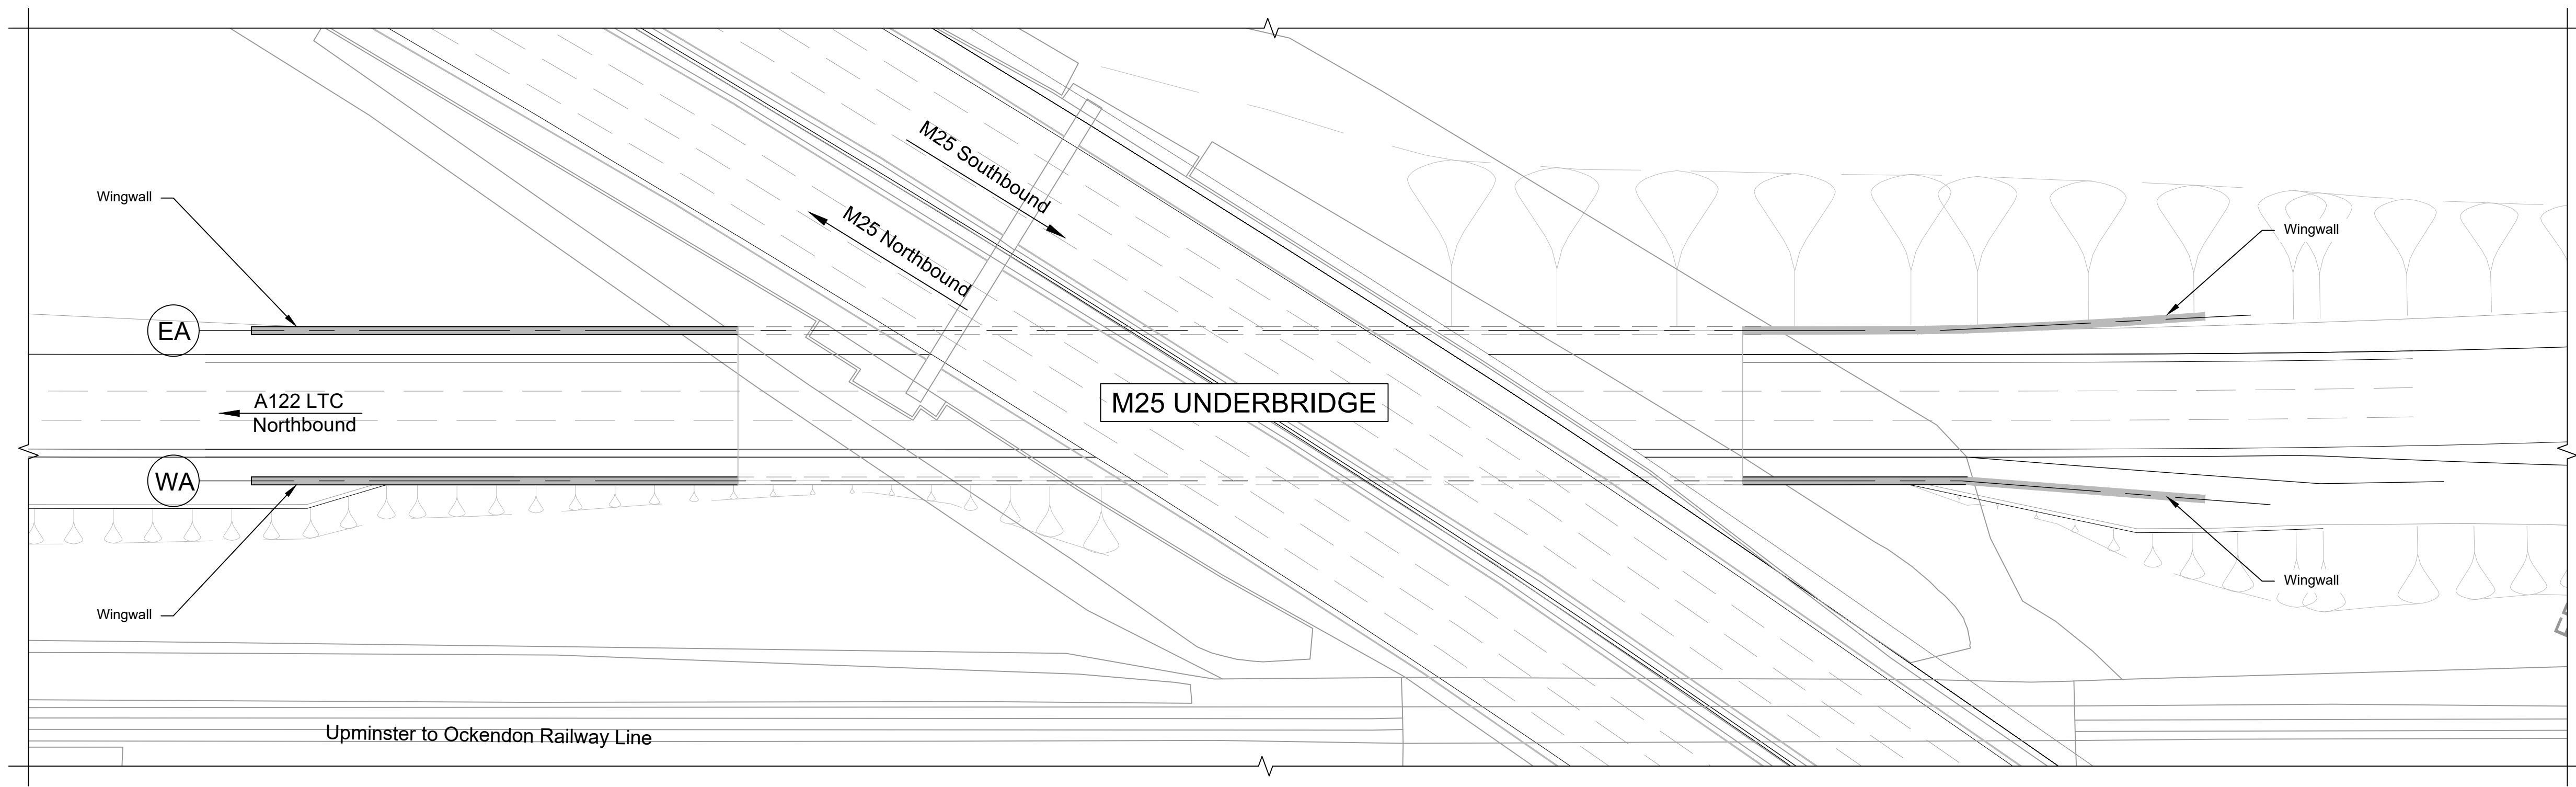 M25 Southbound
M25 Northbound
Wingwall
Wingwall
EA
A122 LTC
Northbound
M25 UNDERBRIDGE
WA
Wingwall
Wingwall
Upminster to Ockendon Railway Line